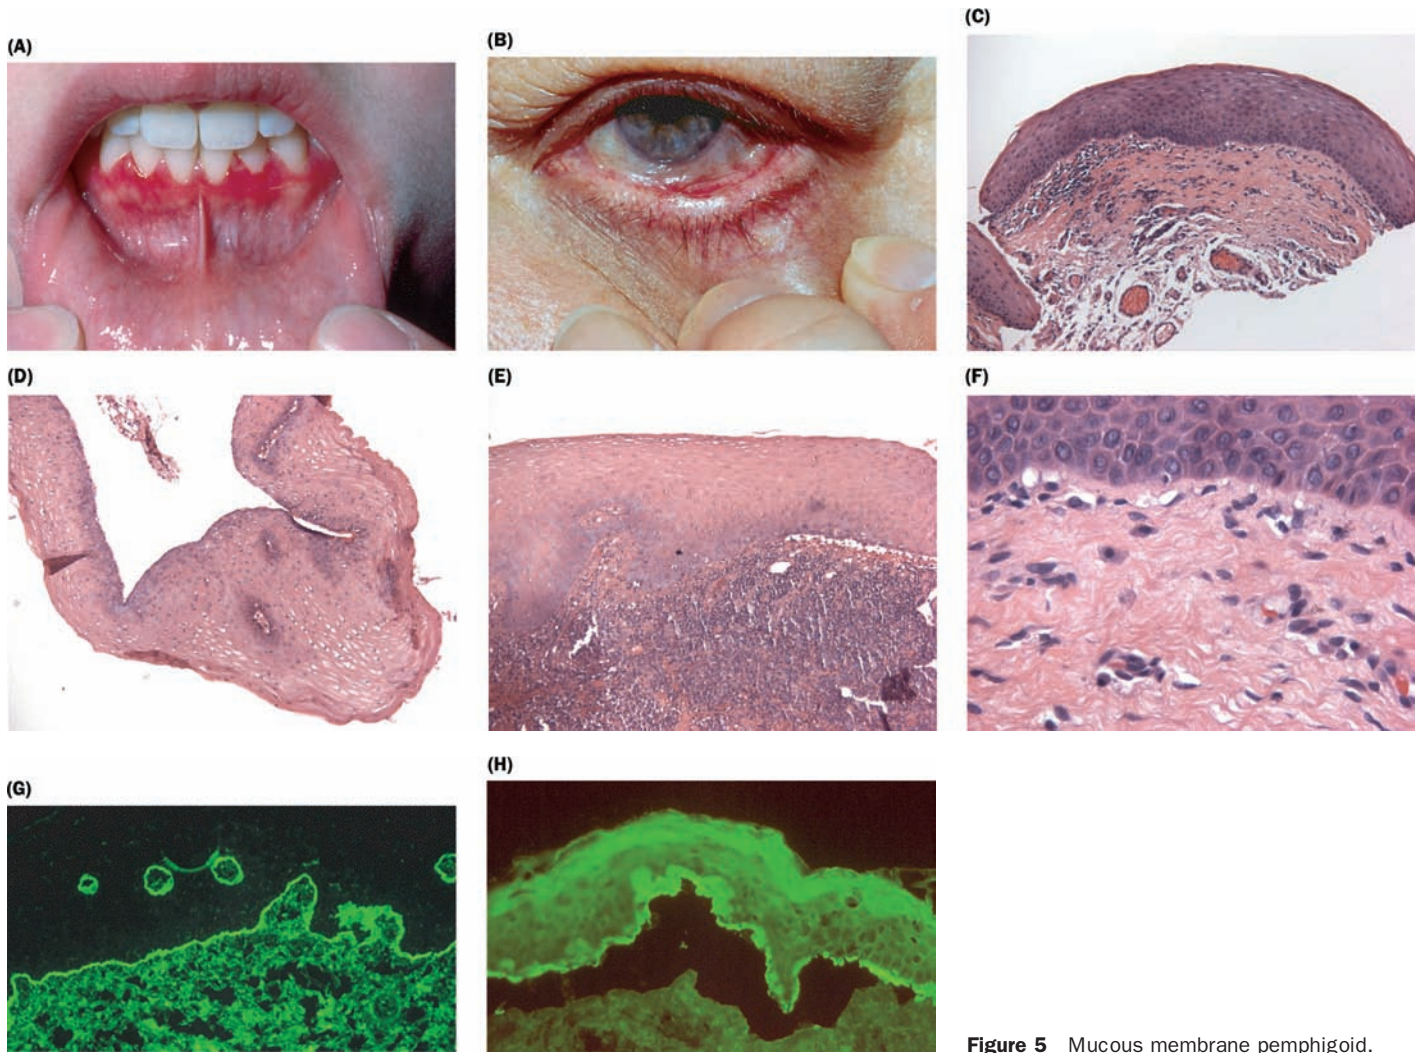 (A)
(B)
(C)
(D)
(E)
(F)
(G)
(H)
Figure 5 Mucous membrane pemphigoid.